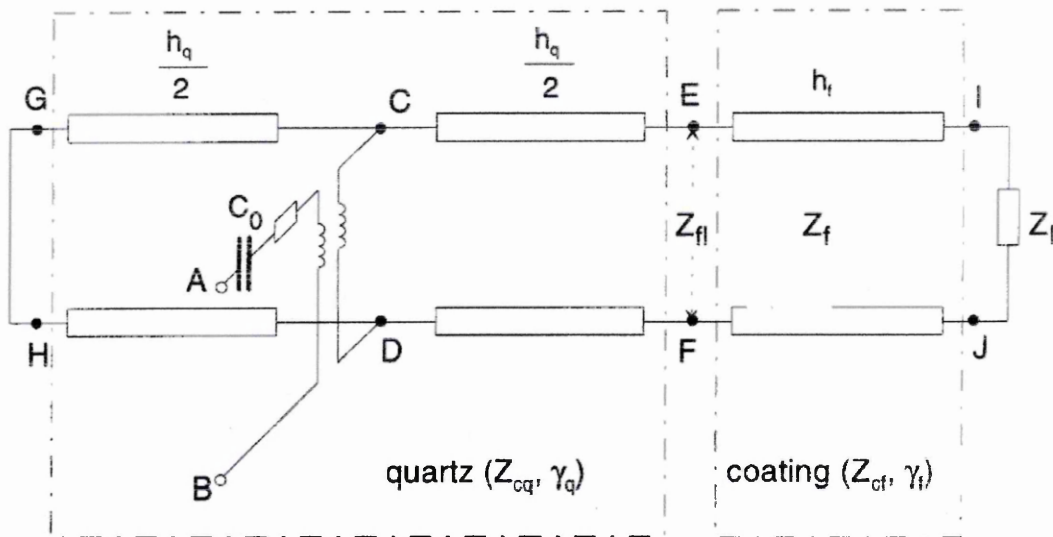 h_q
2
h_q
2
h_f
G
C
E
I
C_0
A
Z_fl
Z_f
Z_l
H
D
F
J
B
quartz (Z_cq, γ_q)
coating (Z_cf, γ_f)